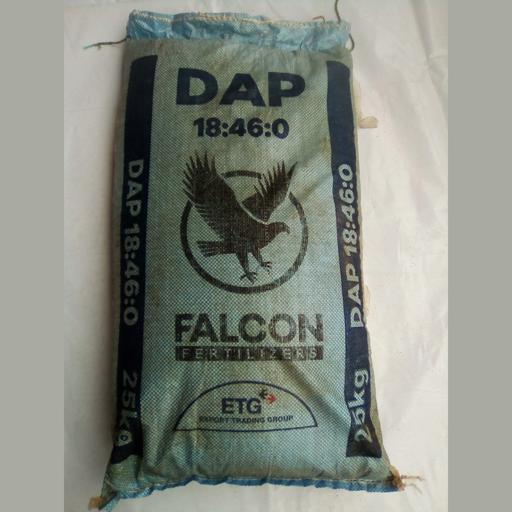 DAP
18:46:0
DAP 18:46:0
25kg
DAP 18:46:0
25kg
FALCON
FERTILIZERS
ETG
EXPORT TRADING GROUP